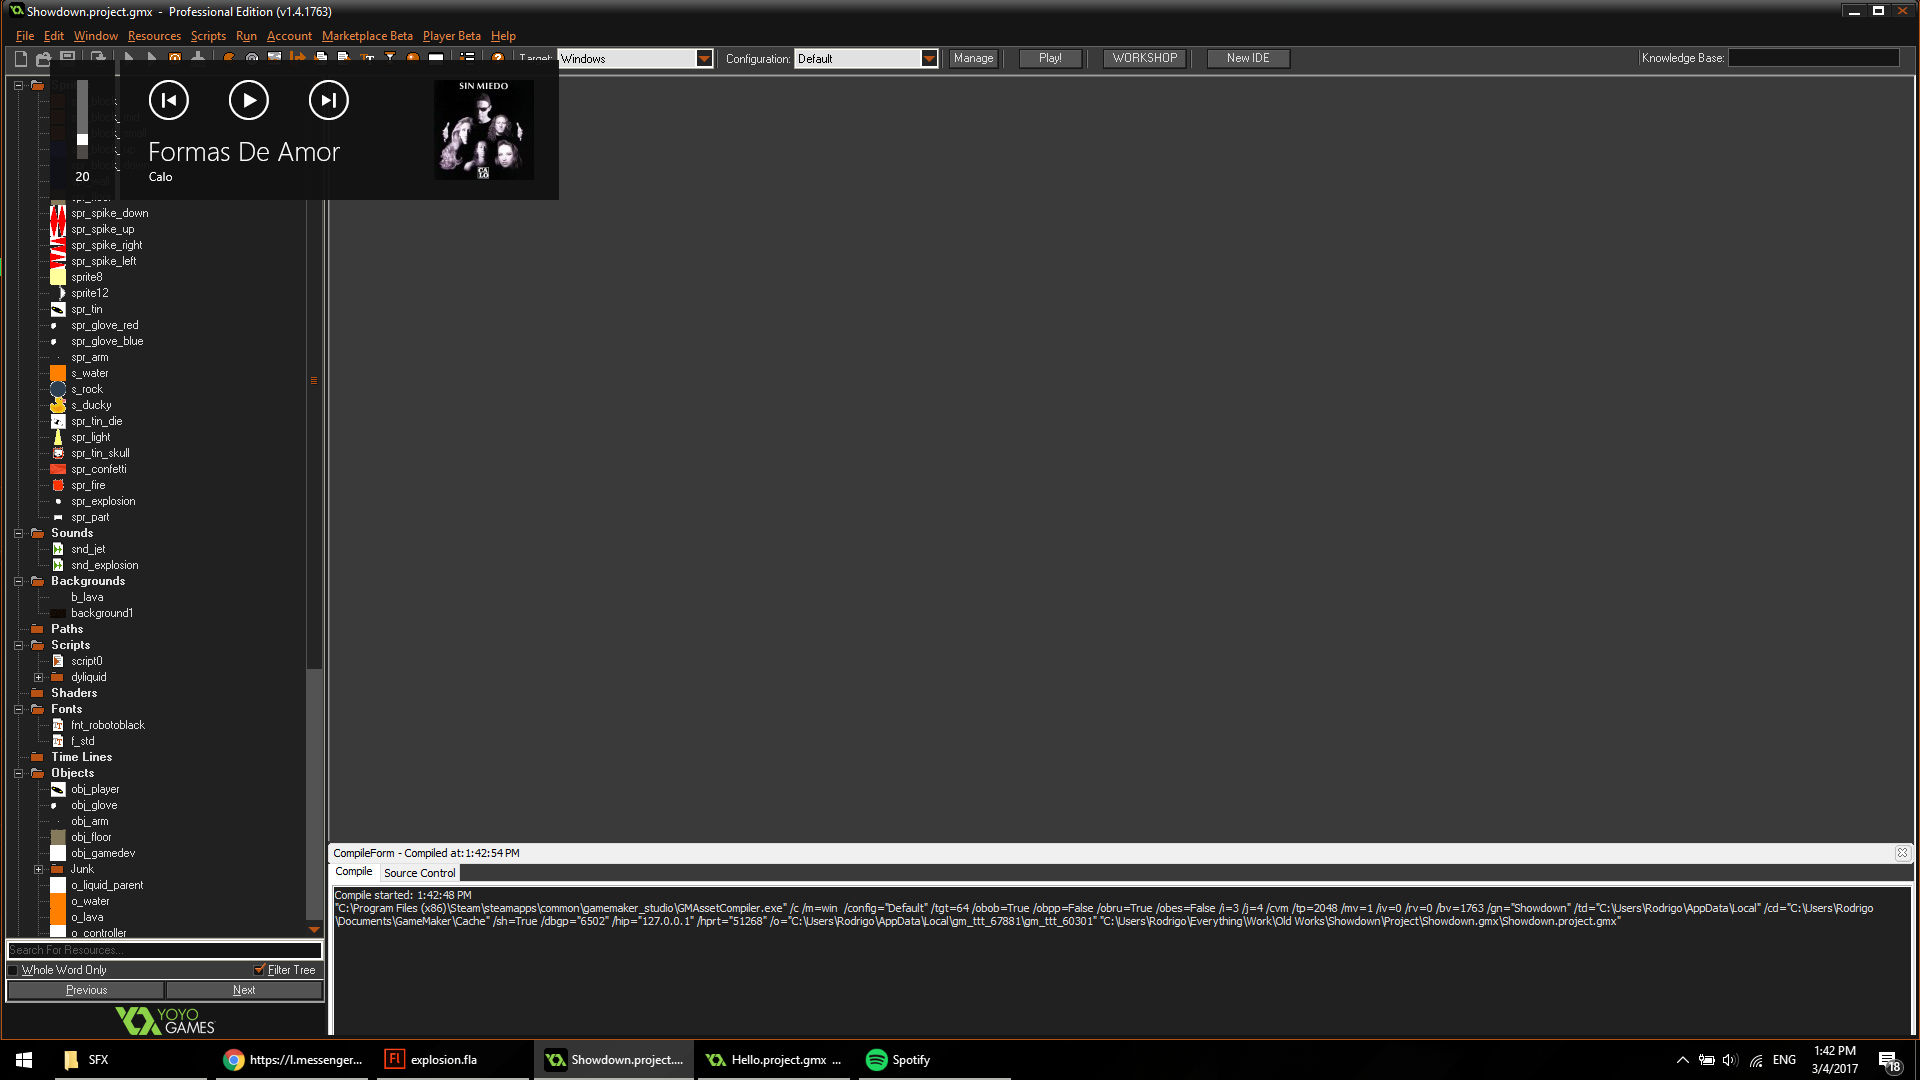 Showdown.project.gmx - Professional Edition (v1.4.1763)
File Edit Window Resources Scripts Run Account Marketplace Beta Player Beta Help
Target: Windows Configuration: Default Manage Play! WORKSHOP New IDE Knowledge Base:
SIN MIEDO
CA
LO
Formas De Amor
20 Calo
spr_spike_down
spr_spike_up
spr_spike_right
spr_spike_left
sprite8
sprite12
spr_tin
spr_glove_red
spr_glove_blue
spr_arm
s_water
s_rock
s_ducky
spr_tin_die
spr_light
spr_tin_skull
spr_confetti
spr_fire
spr_explosion
spr_part
Sounds
snd_jet
snd_explosion
Backgrounds
b_lava
background1
Paths
Scripts
script0
dyliquid
Shaders
Fonts
fnt_robotoblack
f_std
Time Lines
Objects
obj_player
obj_glove
obj_arm
obj_floor
obj_gamedev
Junk
o_liquid_parent
o_water
o_lava
o_controller
Search For Resources...
Whole Word Only Filter Tree
Previous Next
YOYO
GAMES
CompileForm - Compiled at:1:42:54 PM
Compile Source Control
Compile started: 1:42:48 PM
"C:\Program Files (x86)\Steam\steamapps\common\gamemaker_studio\GMAssetCompiler.exe" /c /m=win /config="Default" /tgt=64 /obob=True /obpp=False /obru=True /obes=False /i=3 /j=4 /cvm /tp=2048 /mv=1 /iv=0 /rv=0 /bv=1763 /gn="Showdown" /td="C:\Users\Rodrigo\AppData\Local" /cd="C:\Users\Rodrigo
\Documents\GameMaker\Cache" /sh=True /dbgp="6502" /hip="127.0.0.1" /hprt="51268" /o="C:\Users\Rodrigo\AppData\Local\gm_ttt_67881\gm_ttt_60301" "C:\Users\Rodrigo\Everything\Work\Old Works\Showdown\Project\Showdown.gmx\Showdown.project.gmx"
SFX https://l.messenger... Fl explosion.fla Showdown.project.... Hello.project.gmx ... Spotify ENG 1:42 PM
3/4/2017 18